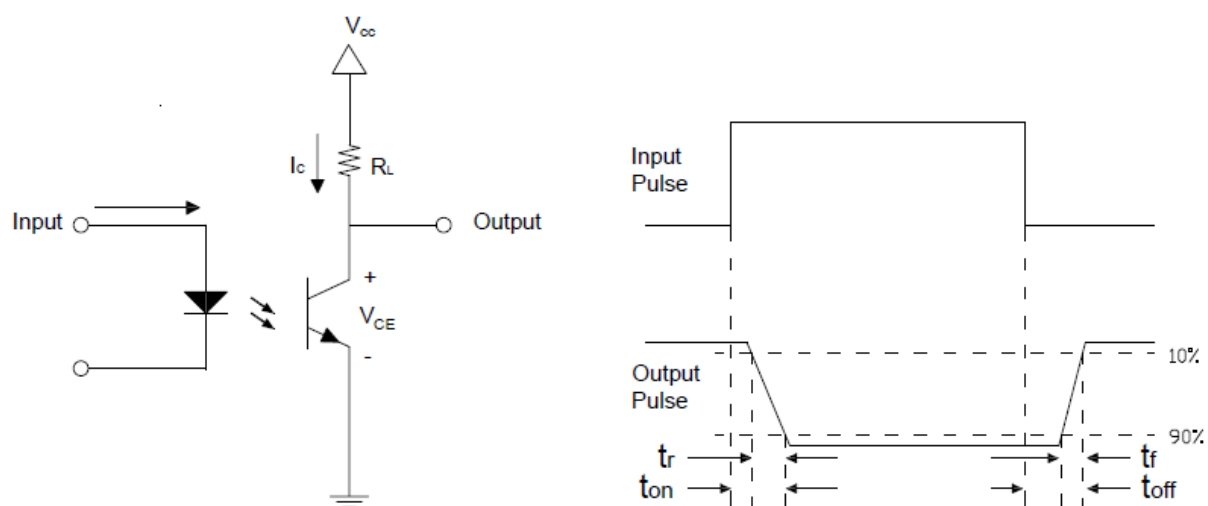 Vcc
Ic
RL
Input
Output
+
VCE
-
Input
Pulse
Output
Pulse
10%
90%
tr
tf
ton
toff